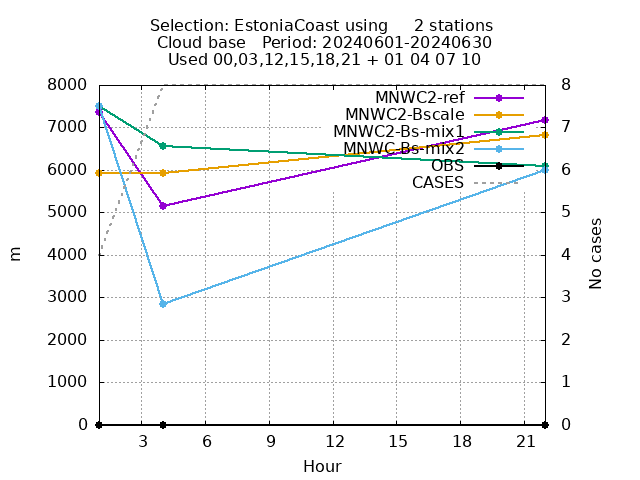 Selection: EstoniaCoast using     2 stations
Cloud base   Period: 20240601-20240630
Used 00,03,12,15,18,21 + 01 04 07 10
MNWC2-ref
MNWC2-Bscale
MNWC2-Bs-mix1
MNWC-Bs-mix2
OBS
CASES
8000
7000
6000
5000
4000
3000
2000
1000
0
m
8
7
6
5
4
3
2
1
0
No cases
3 6 9 12 15 18 21
Hour